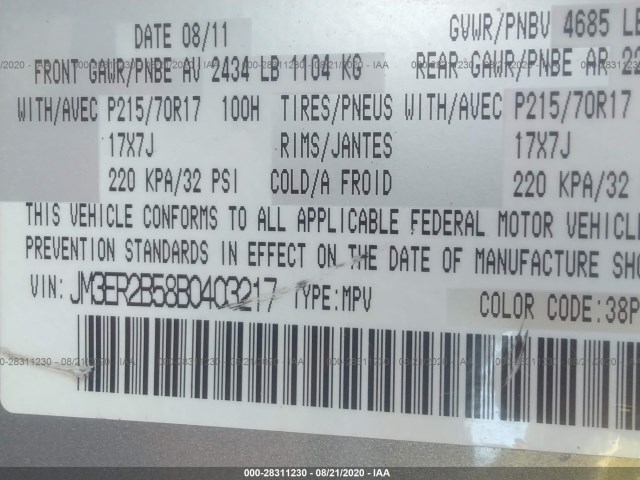 DATE 08/11
GVWR/PNBV 4685 LB
FRONT GAWR/PNBE AV 2434 LB 1104 KG
REAR GAWR/PNBE AR
WITH/AVEC P215/70R17 100H TIRES/PNEUS WITH/AVEC P215/70R17
17X7J RIMS/JANTES 17X7J
220 KPA/32 PSI COLD/A FROID 220 KPA/32
THIS VEHICLE CONFORMS TO ALL APPLICABLE FEDERAL MOTOR VEHICLE
PREVENTION STANDARDS IN EFFECT ON THE DATE OF MANUFACTURE SHO
VIN: JM3ER2B58B0403217 TYPE:MPV COLOR CODE:38P
000-28311230 - 08/21/2020 - IAA